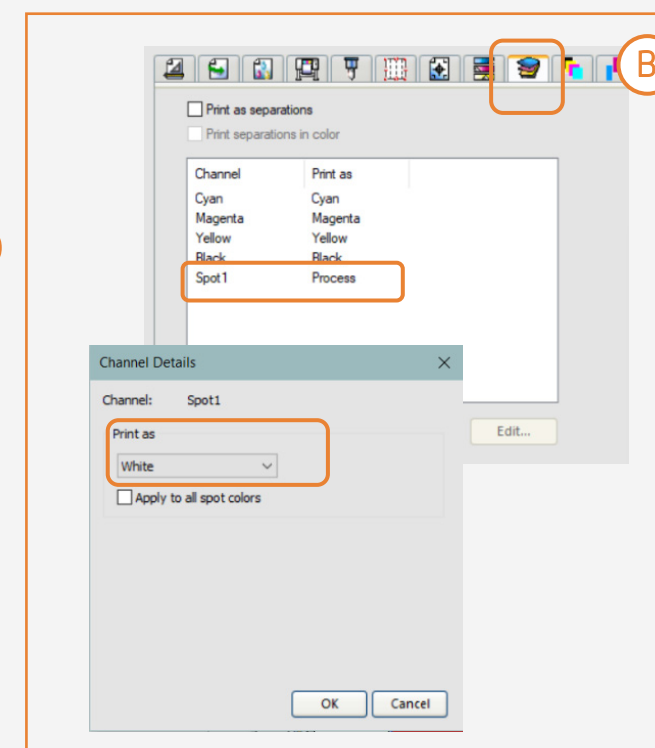 B
Print as separations
Print separations in color
Channel Print as
Cyan Cyan
Magenta Magenta
Yellow Yellow
Black Black
Spot1 Process
Edit...
Channel Details
Channel: Spot1
Print as
White
Apply to all spot colors
OK Cancel